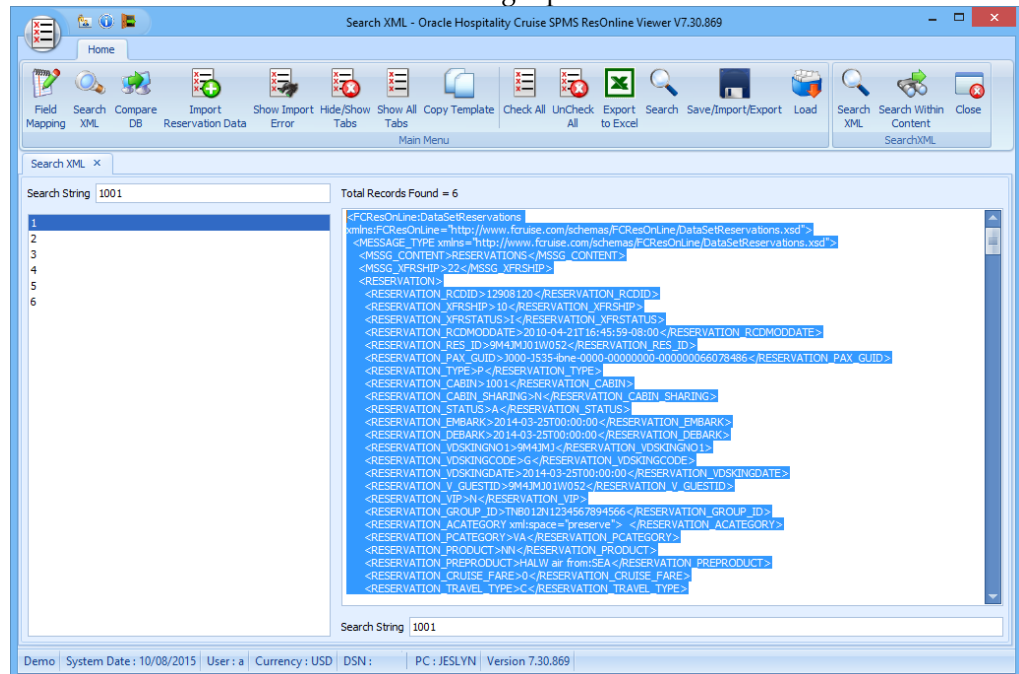 Search XML - Oracle Hospitality Cruise SPMS ResOnline Viewer V7.30.869
Home
Field Mapping
Search XML
Compare DB
Import Reservation Data
Show Import Error
Hide/Show Tabs
Show All Tabs
Copy Template
Check All
UnCheck All
Export to Excel
Search
Save/Import/Export
Load
Search XML
Search Within Content
Close
Main Menu
SearchXML
Search XML ×
Search String 1001
Total Records Found = 6
1
2
3
4
5
6
<FCResOnLine:DataSetReservations
xmlns:FCResOnLine="http://www.fcruise.com/schemas/FCResOnLine/DataSetReservations.xsd">
<MESSAGE_TYPE xmlns="http://www.fcruise.com/schemas/FCResOnLine/DataSetReservations.xsd">
<MSSG_CONTENT>RESERVATIONS</MSSG_CONTENT>
<MSSG_XFRSHIP>22</MSSG_XFRSHIP>
<RESERVATION>
<RESERVATION_RCDID>12908120</RESERVATION_RCDID>
<RESERVATION_XFRSHIP>10</RESERVATION_XFRSHIP>
<RESERVATION_XFRSTATUS>I</RESERVATION_XFRSTATUS>
<RESERVATION_RCDMODDATE>2010-04-21T16:45:59-08:00</RESERVATION_RCDMODDATE>
<RESERVATION_RES_ID>9M4JMJ01W052</RESERVATION_RES_ID>
<RESERVATION_PAX_GUID>J000-J535-ibne-0000-00000000-000000066078486</RESERVATION_PAX_GUID>
<RESERVATION_TYPE>P</RESERVATION_TYPE>
<RESERVATION_CABIN>1001</RESERVATION_CABIN>
<RESERVATION_CABIN_SHARING>N</RESERVATION_CABIN_SHARING>
<RESERVATION_STATUS>A</RESERVATION_STATUS>
<RESERVATION_EMBARK>2014-03-25T00:00:00</RESERVATION_EMBARK>
<RESERVATION_DEBARK>2014-03-25T00:00:00</RESERVATION_DEBARK>
<RESERVATION_VDSKINGNO1>9M4JMJ</RESERVATION_VDSKINGNO1>
<RESERVATION_VDSKINGCODE>G</RESERVATION_VDSKINGCODE>
<RESERVATION_VDSKINGDATE>2014-03-25T00:00:00</RESERVATION_VDSKINGDATE>
<RESERVATION_V_GUESTID>9M4JMJ01W052</RESERVATION_V_GUESTID>
<RESERVATION_VIP>N</RESERVATION_VIP>
<RESERVATION_GROUP_ID>TNB012N1234567894566</RESERVATION_GROUP_ID>
<RESERVATION_ACATEGORY xml:space="preserve"> </RESERVATION_ACATEGORY>
<RESERVATION_PCATEGORY>VA</RESERVATION_PCATEGORY>
<RESERVATION_PRODUCT>NN</RESERVATION_PRODUCT>
<RESERVATION_PREPRODUCT>HALW air from:SEA</RESERVATION_PREPRODUCT>
<RESERVATION_CRUISE_FARE>0</RESERVATION_CRUISE_FARE>
<RESERVATION_TRAVEL_TYPE>C</RESERVATION_TRAVEL_TYPE>
Search String 1001
Demo System Date : 10/08/2015 User : a Currency : USD DSN : PC : JESLYN Version 7.30.869